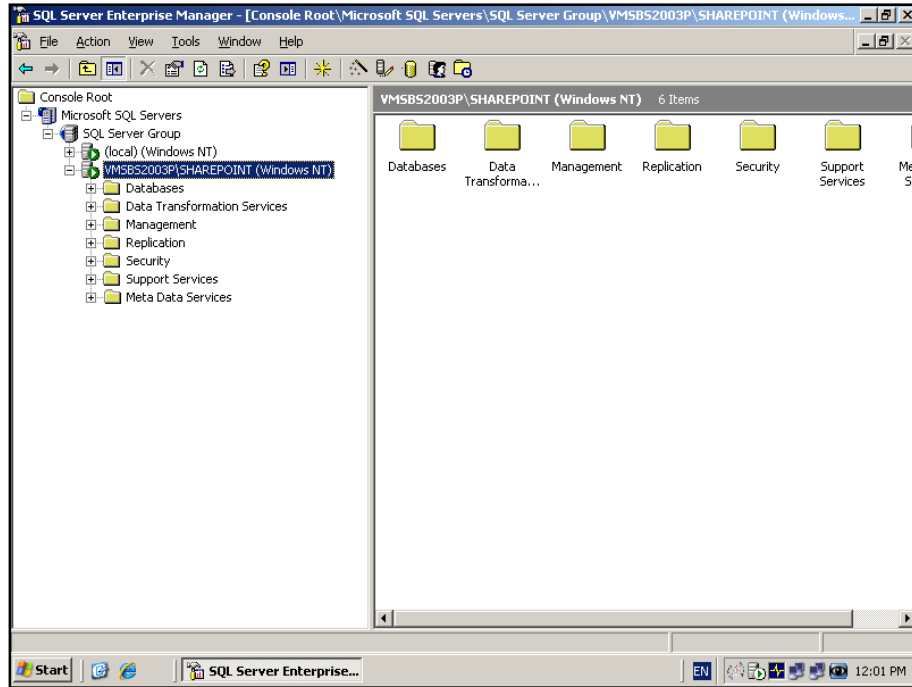 SQL Server Enterprise Manager - [Console Root\Microsoft SQL Servers\SQL Server Group\VMSBS2003P\SHAREPOINT (Windows...
File Action View Tools Window Help
Console Root
Microsoft SQL Servers
SQL Server Group
(local) (Windows NT)
VMSBS2003P\SHAREPOINT (Windows NT)
Databases
Data Transformation Services
Management
Replication
Security
Support Services
Meta Data Services
VMSBS2003P\SHAREPOINT (Windows NT) 6 Items
Databases Data Management Replication Security Support Me
Transforma... Services S
Start SQL Server Enterprise... EN 12:01 PM